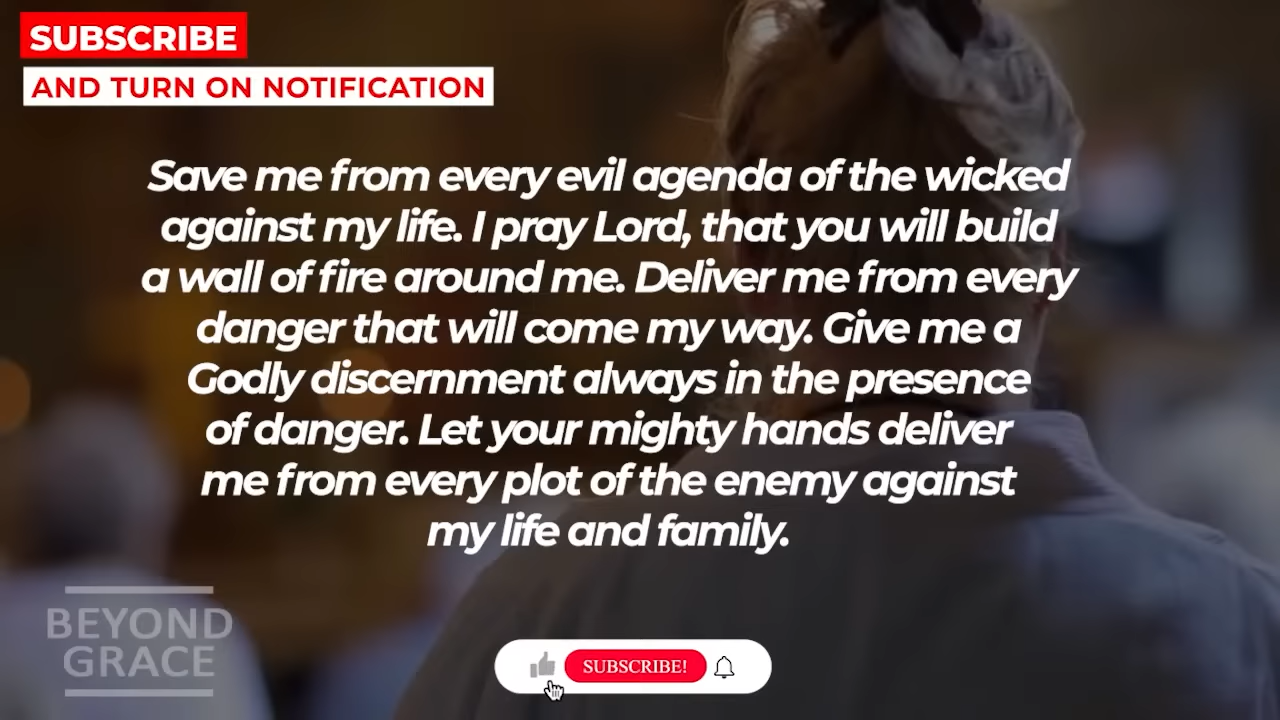 SUBSCRIBE
AND TURN ON NOTIFICATION
Save me from every evil agenda of the wicked
against my life. I pray Lord, that you will build
a wall of fire around me. Deliver me from every
danger that will come my way. Give me a
Godly discernment always in the presence
of danger. Let your mighty hands deliver
me from every plot of the enemy against
my life and family.
BEYOND
GRACE
SUBSCRIBE!